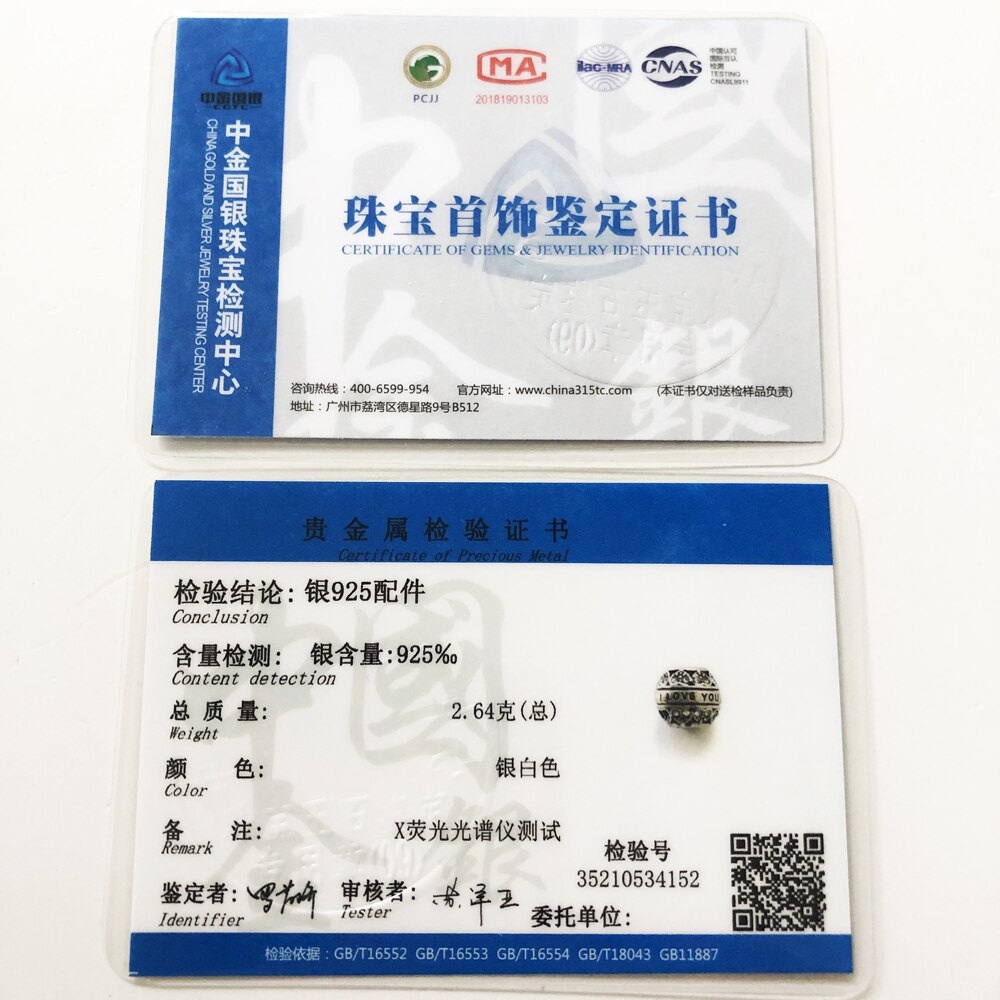 中金国银
CGTC
中金国银珠宝检测中心
CHINA GOLD AND SILVER JEWELRY TESTING CENTER
PCJJ
MA
201819013103
ilac-MRA
CNAS
中国认可
国际互认
检测
TESTING
CNASL9911
珠宝首饰鉴定证书
CERTIFICATE OF GEMS & JEWELRY IDENTIFICATION
咨询热线：400-6599-954 官方网址：www.china315tc.com (本证书仅对送检样品负责)
地址：广州市荔湾区德星路9号B512
贵金属检验证书
Certificate of Precious Metal
检验结论: 银925配件
Conclusion
含量检测: 银含量:925‰
Content detection
总质量: 2.64克(总)
Weight
颜色: 银白色
Color
备注: X荧光光谱仪测试
Remark
I LOVE YOU
检验号
35210534152
鉴定者: 审核者:
Identifier Tester
委托单位:
检验依据：GB/T16552 GB/T16553 GB/T16554 GB/T18043 GB11887